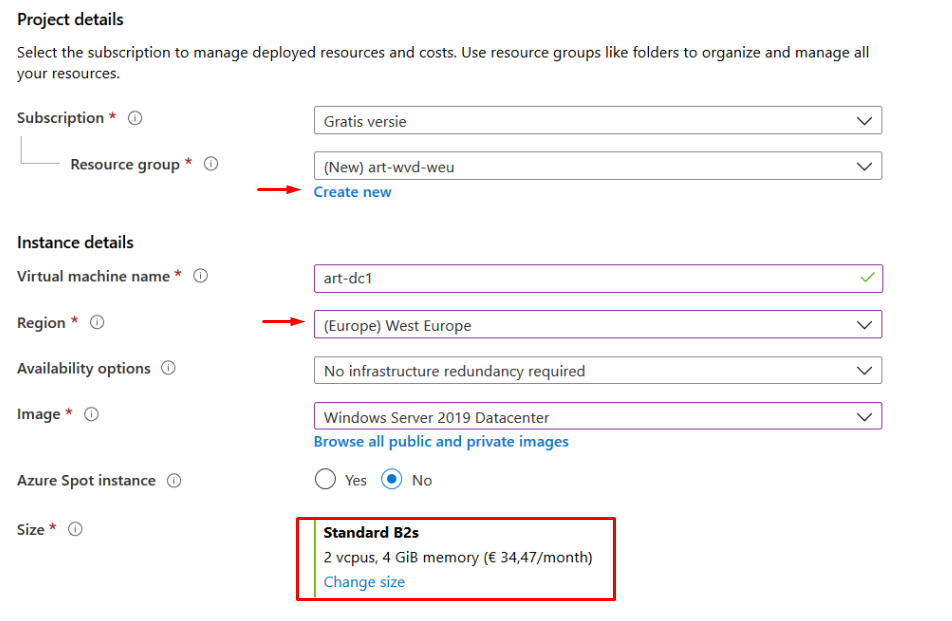 Project details
Select the subscription to manage deployed resources and costs. Use resource groups like folders to organize and manage all
your resources.
Subscription *
Gratis versie
Resource group *
(New) art-wvd-weu
Create new
Instance details
Virtual machine name *
art-dc1
Region *
(Europe) West Europe
Availability options
No infrastructure redundancy required
Image *
Windows Server 2019 Datacenter
Browse all public and private images
Azure Spot instance
Yes
No
Size *
Standard B2s
2 vcpus, 4 GiB memory (€ 34,47/month)
Change size